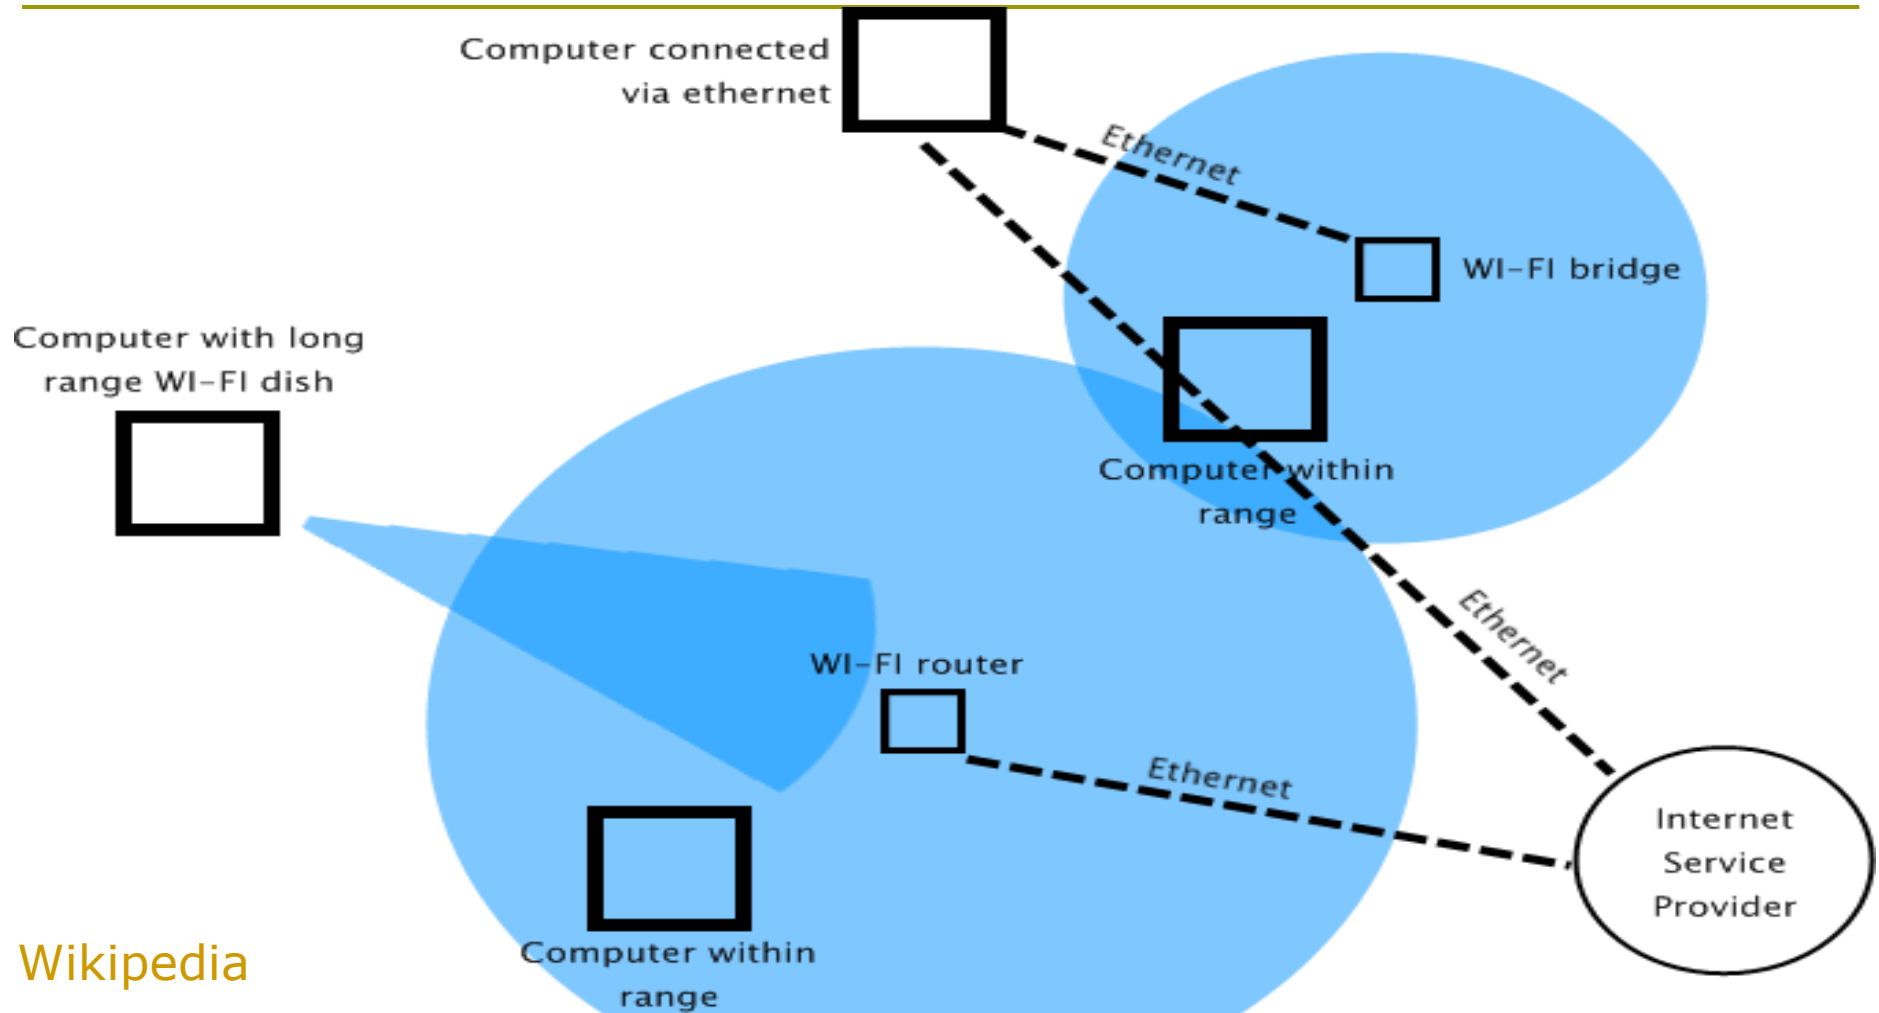 Computer connected
via ethernet
Ethernet
WI-FI bridge
Computer with long
range WI-FI dish
Computer within
range
Ethernet
WI-FI router
Ethernet
Internet
Service
Provider
Computer within
range
Wikipedia